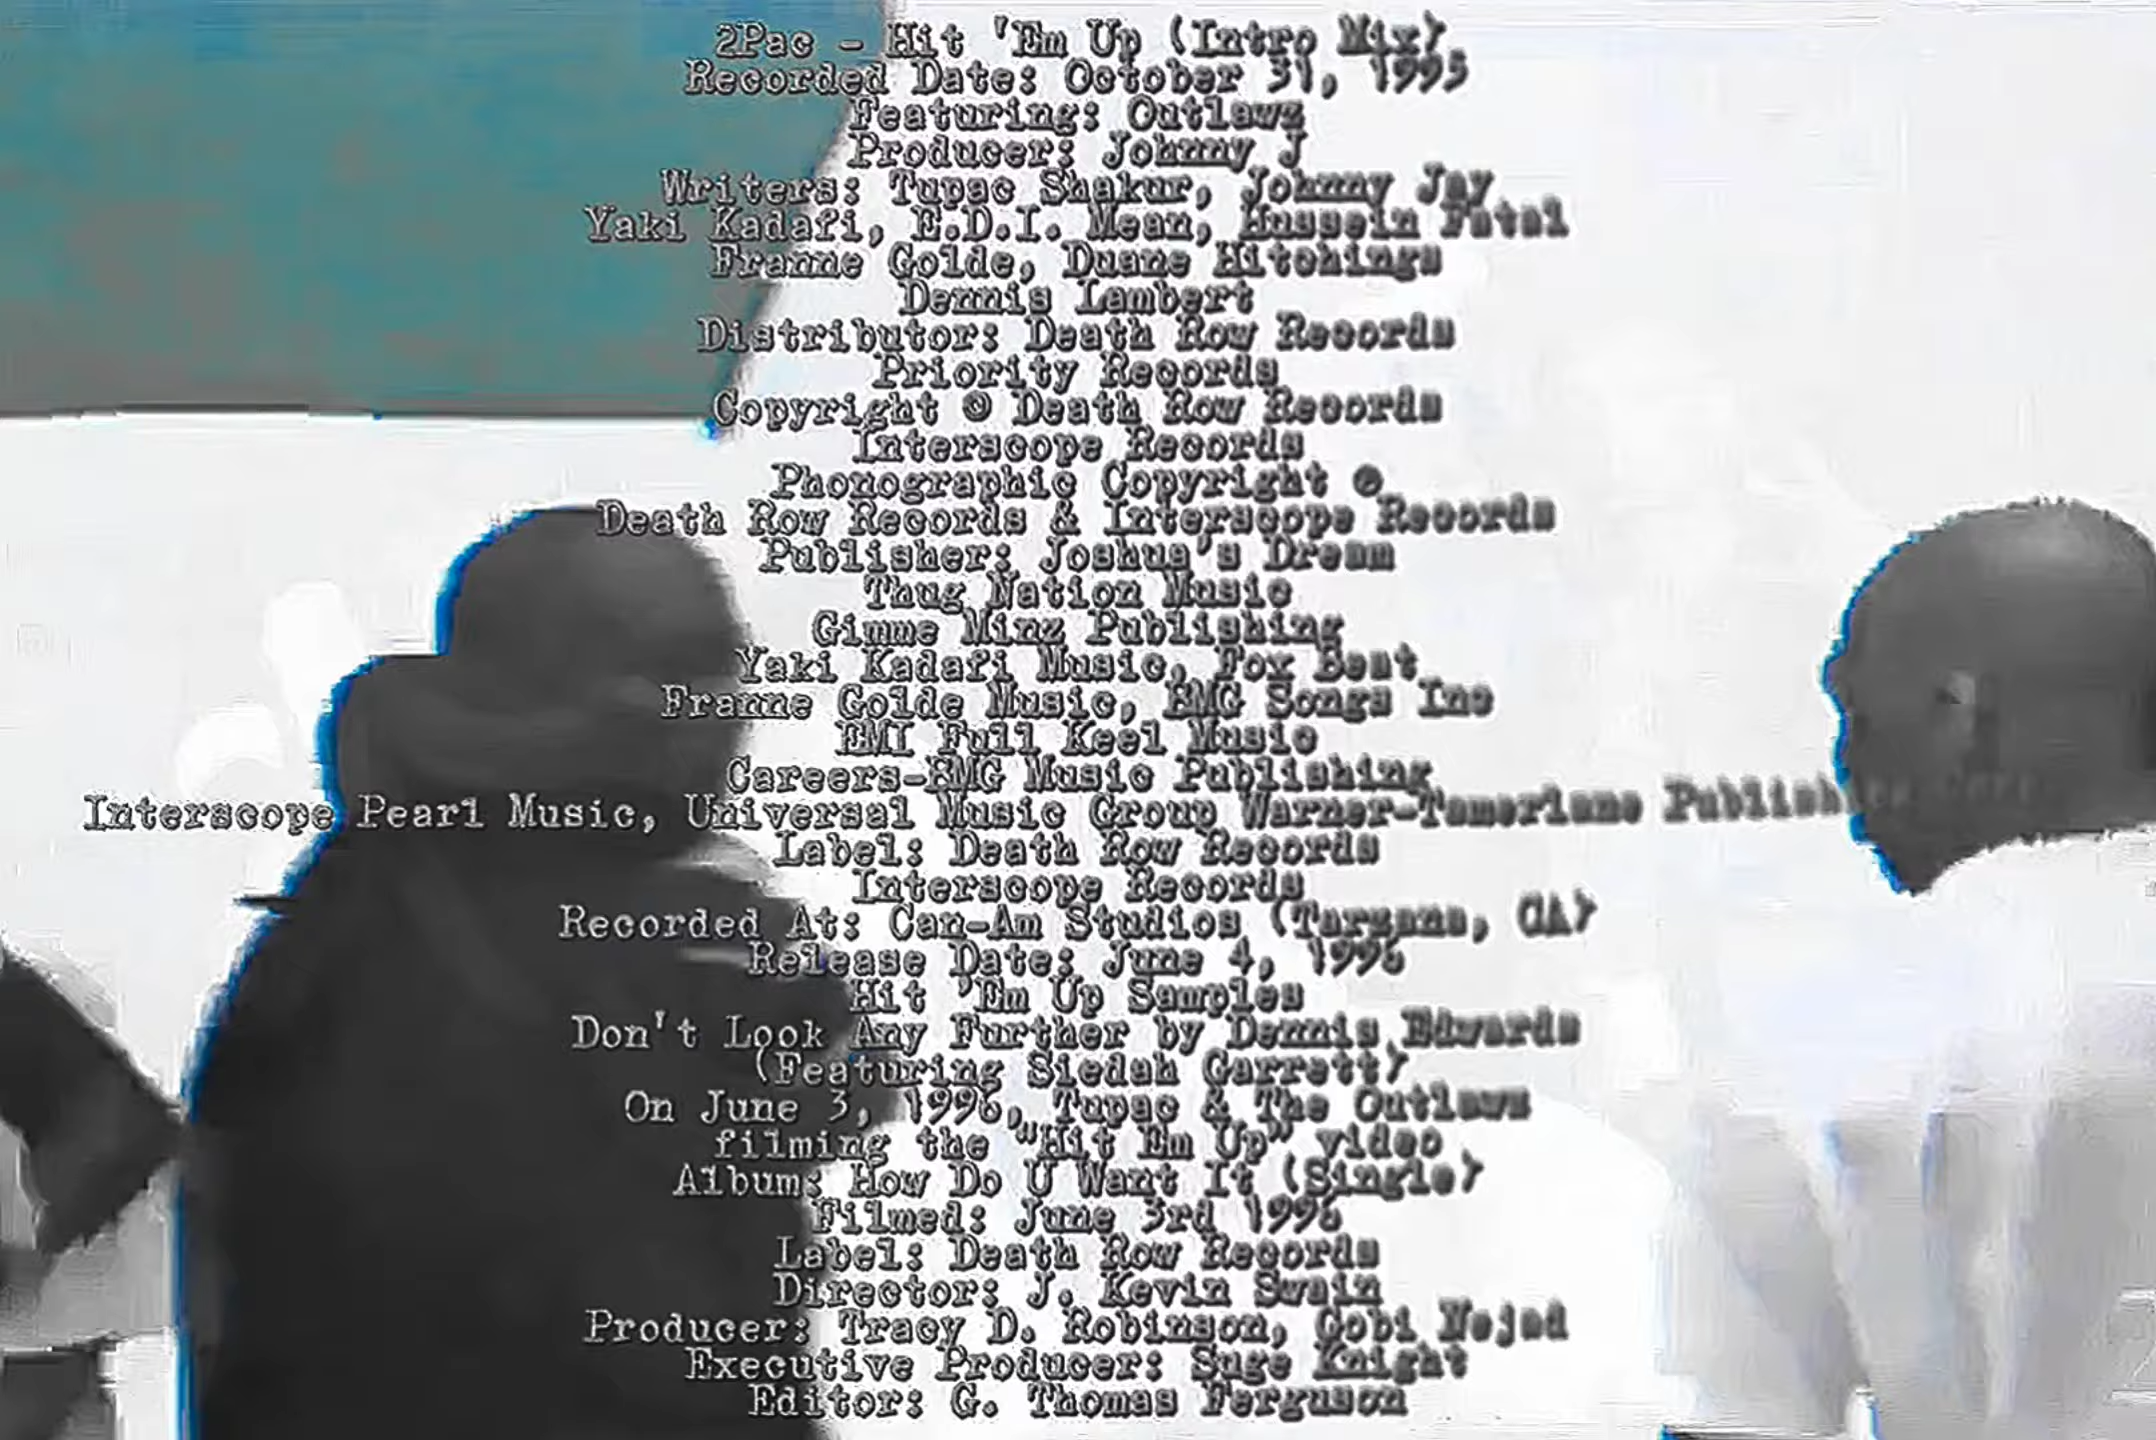 2Pac - Hit 'Em Up (Intro Mix)
Recorded Date: October 31, 1995
Featuring: Outlawz
Producer: Johnny J
Writers: Tupac Shakur, Johnny Jay
Yaki Kadafi, E.D.I. Mean, Hussein Fatal
Franne Golde, Duane Hitchings
Dennis Lambert
Distributor: Death Row Records
Priority Records
Copyright © Death Row Records
Interscope Records
Phonographic Copyright ℗
Death Row Records & Interscope Records
Publisher: Joshua's Dream
Thug Nation Music
Gimme Minz Publishing
Yaki Kadafi Music, Fox Beat
Franne Golde Music, BMG Songs Inc
EMI Full Keel Music
Careers-BMG Music Publishing
Interscope Pearl Music, Universal Music Group Warner-Tamerlane Publishing
Label: Death Row Records
Interscope Records
Recorded At: Can-Am Studios (Tarzana, CA)
Release Date: June 4, 1996
Hit 'Em Up Samples
Don't Look Any Further by Dennis Edwards
(Featuring Siedah Garrett)
On June 3, 1996, Tupac & The Outlaws
filming the "Hit Em Up" video
Album: How Do U Want It (Single)
Filmed: June 3rd 1996
Label: Death Row Records
Director: J. Kevin Swain
Producer: Tracy D. Robinson, Gobi Nejad
Executive Producer: Suge Knight
Editor: G. Thomas Ferguson